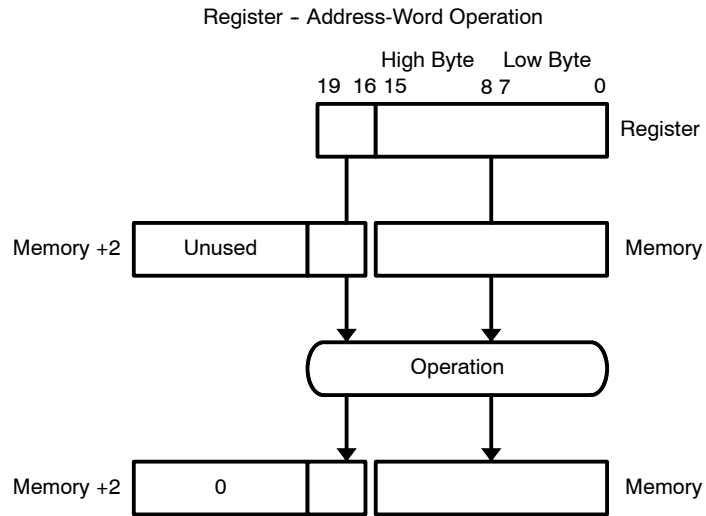 Register – Address-Word Operation
High Byte Low Byte
19 16 15 8 7 0
Register
Memory +2 Unused Memory
Operation
Memory +2 0 Memory